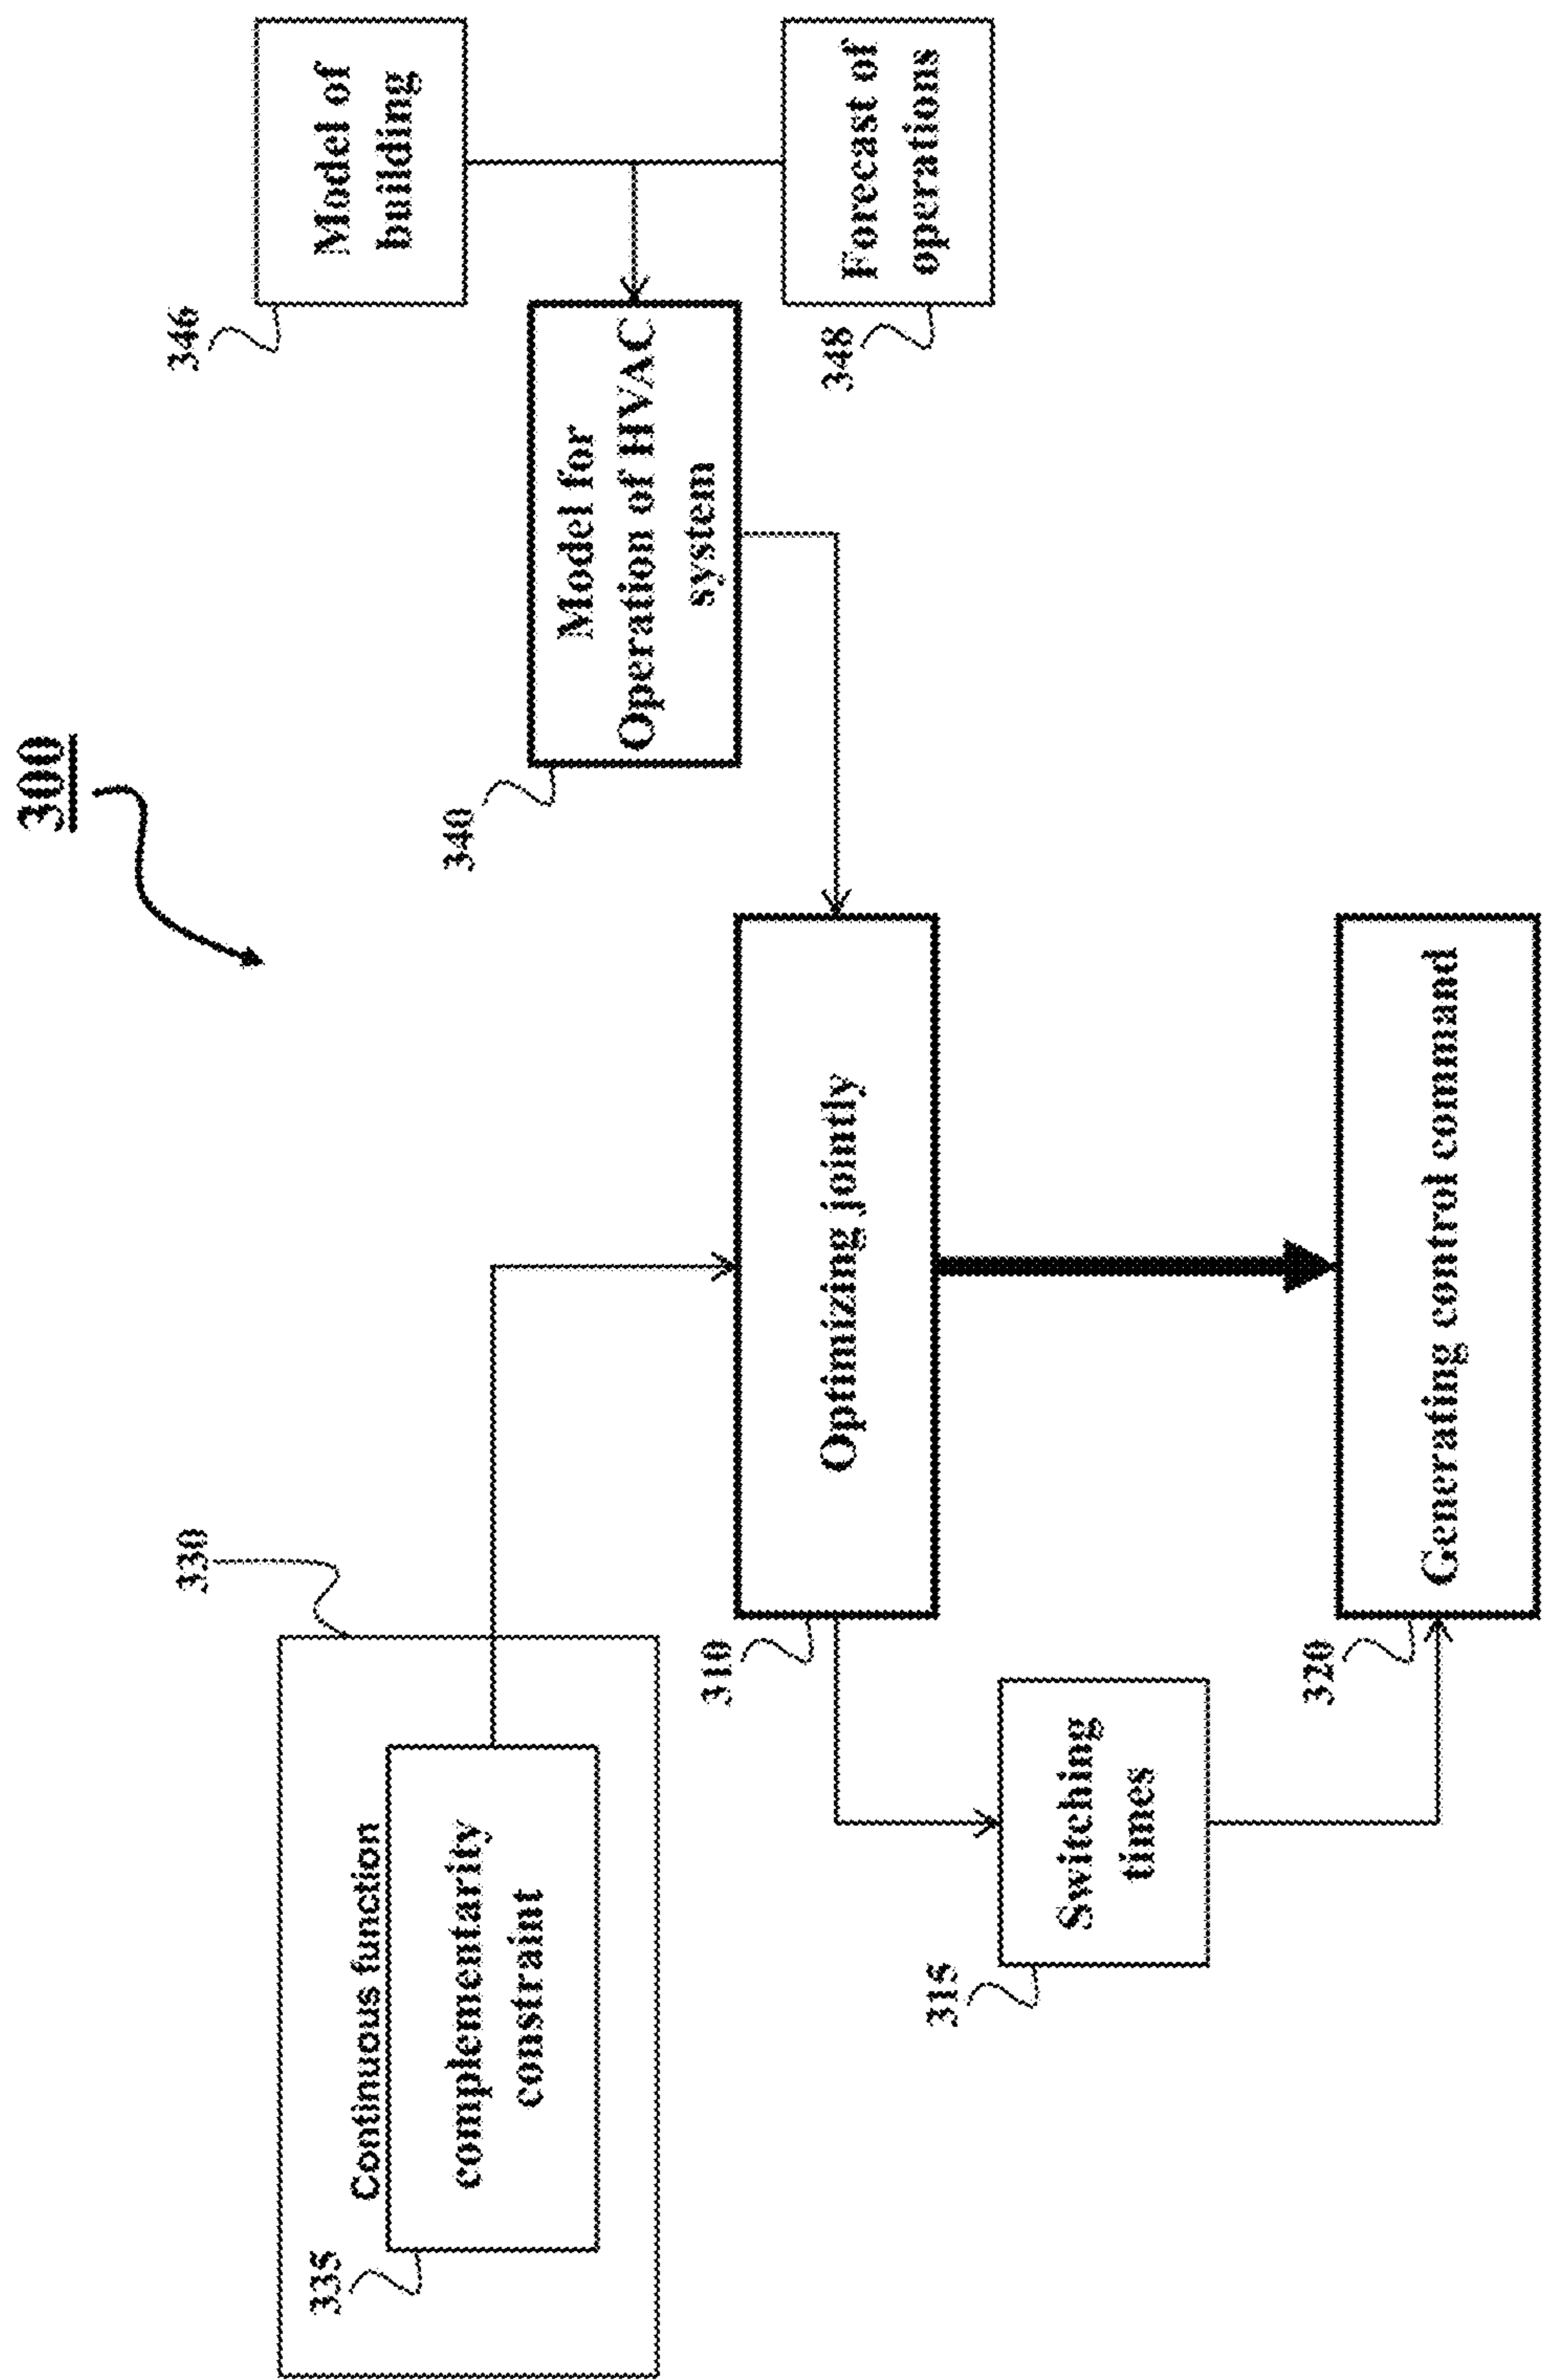 300
330
335
Continuous function
complementarity
constraint
346
Model of
building
340
Model for
Operation of HVAC
system
348
Forecast of
operations
310
Optimizing jointly
315
Switching
times
320
Generating control command